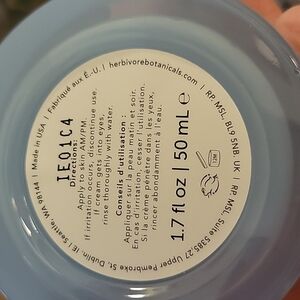 IE01C4
Directions:
Apply to skin AM/PM.
If irritation occurs, discontinue use.
If cream gets into eyes,
rinse thoroughly with water.
Conseils d'utilisation :
Appliquer sur la peau matin et soir.
En cas d'irritation, cesser l'utilisation.
Si la crème pénètre dans les yeux,
rincer abondamment à l'eau.
1.7 fl oz | 50 mL ℮
Seattle, WA 98144 | Made in USA | Fabriqué aux É.-U. | herbivorebotanicals.com | RP: MSL, BL9 8NB, UK | RP: MSL, Suite 5385, 27 Upper Pembroke St, Dublin, IE